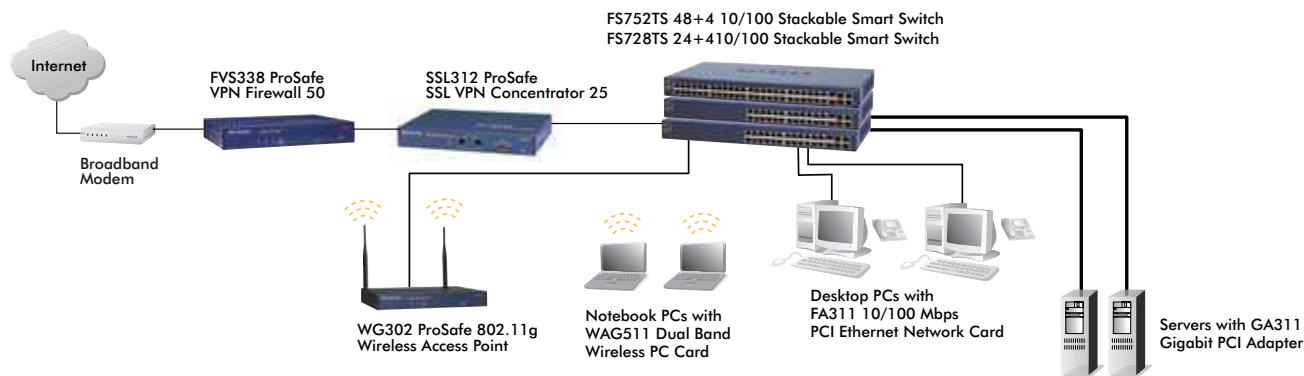 FS752TS 48+4 10/100 Stackable Smart Switch
FS728TS 24+410/100 Stackable Smart Switch
Internet
FVS338 ProSafe
VPN Firewall 50
SSL312 ProSafe
SSL VPN Concentrator 25
Broadband
Modem
WG302 ProSafe 802.11g
Wireless Access Point
Notebook PCs with
WAG511 Dual Band
Wireless PC Card
Desktop PCs with
FA311 10/100 Mbps
PCI Ethernet Network Card
Servers with GA311
Gigabit PCI Adapter